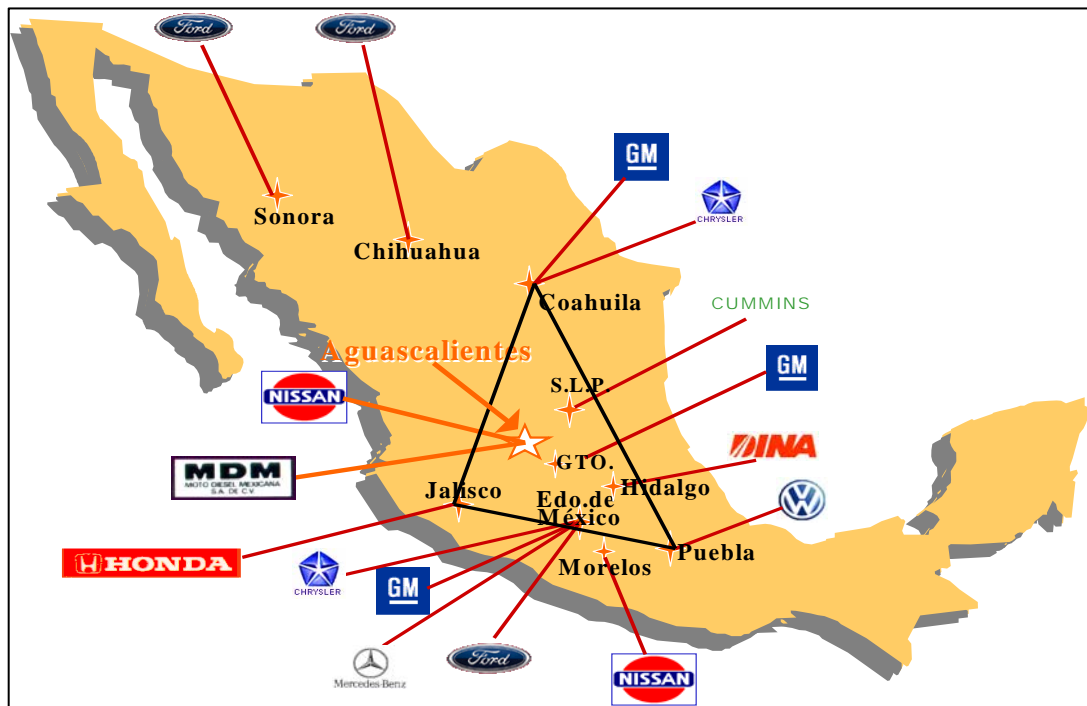 Ford
Ford
GM
CHRYSLER
Sonora
Chihuahua
Coahuila
CUMMINS
Aguascalientes
GM
S.L.P.
NISSAN
DINA
GTO.
MDM
MOTO DIESEL MEXICANA
S.A. DE C.V.
Jalisco
Hidalgo
Edo.de
México
VW
Puebla
HONDA
Morelos
CHRYSLER
GM
Ford
Mercedes-Benz
NISSAN